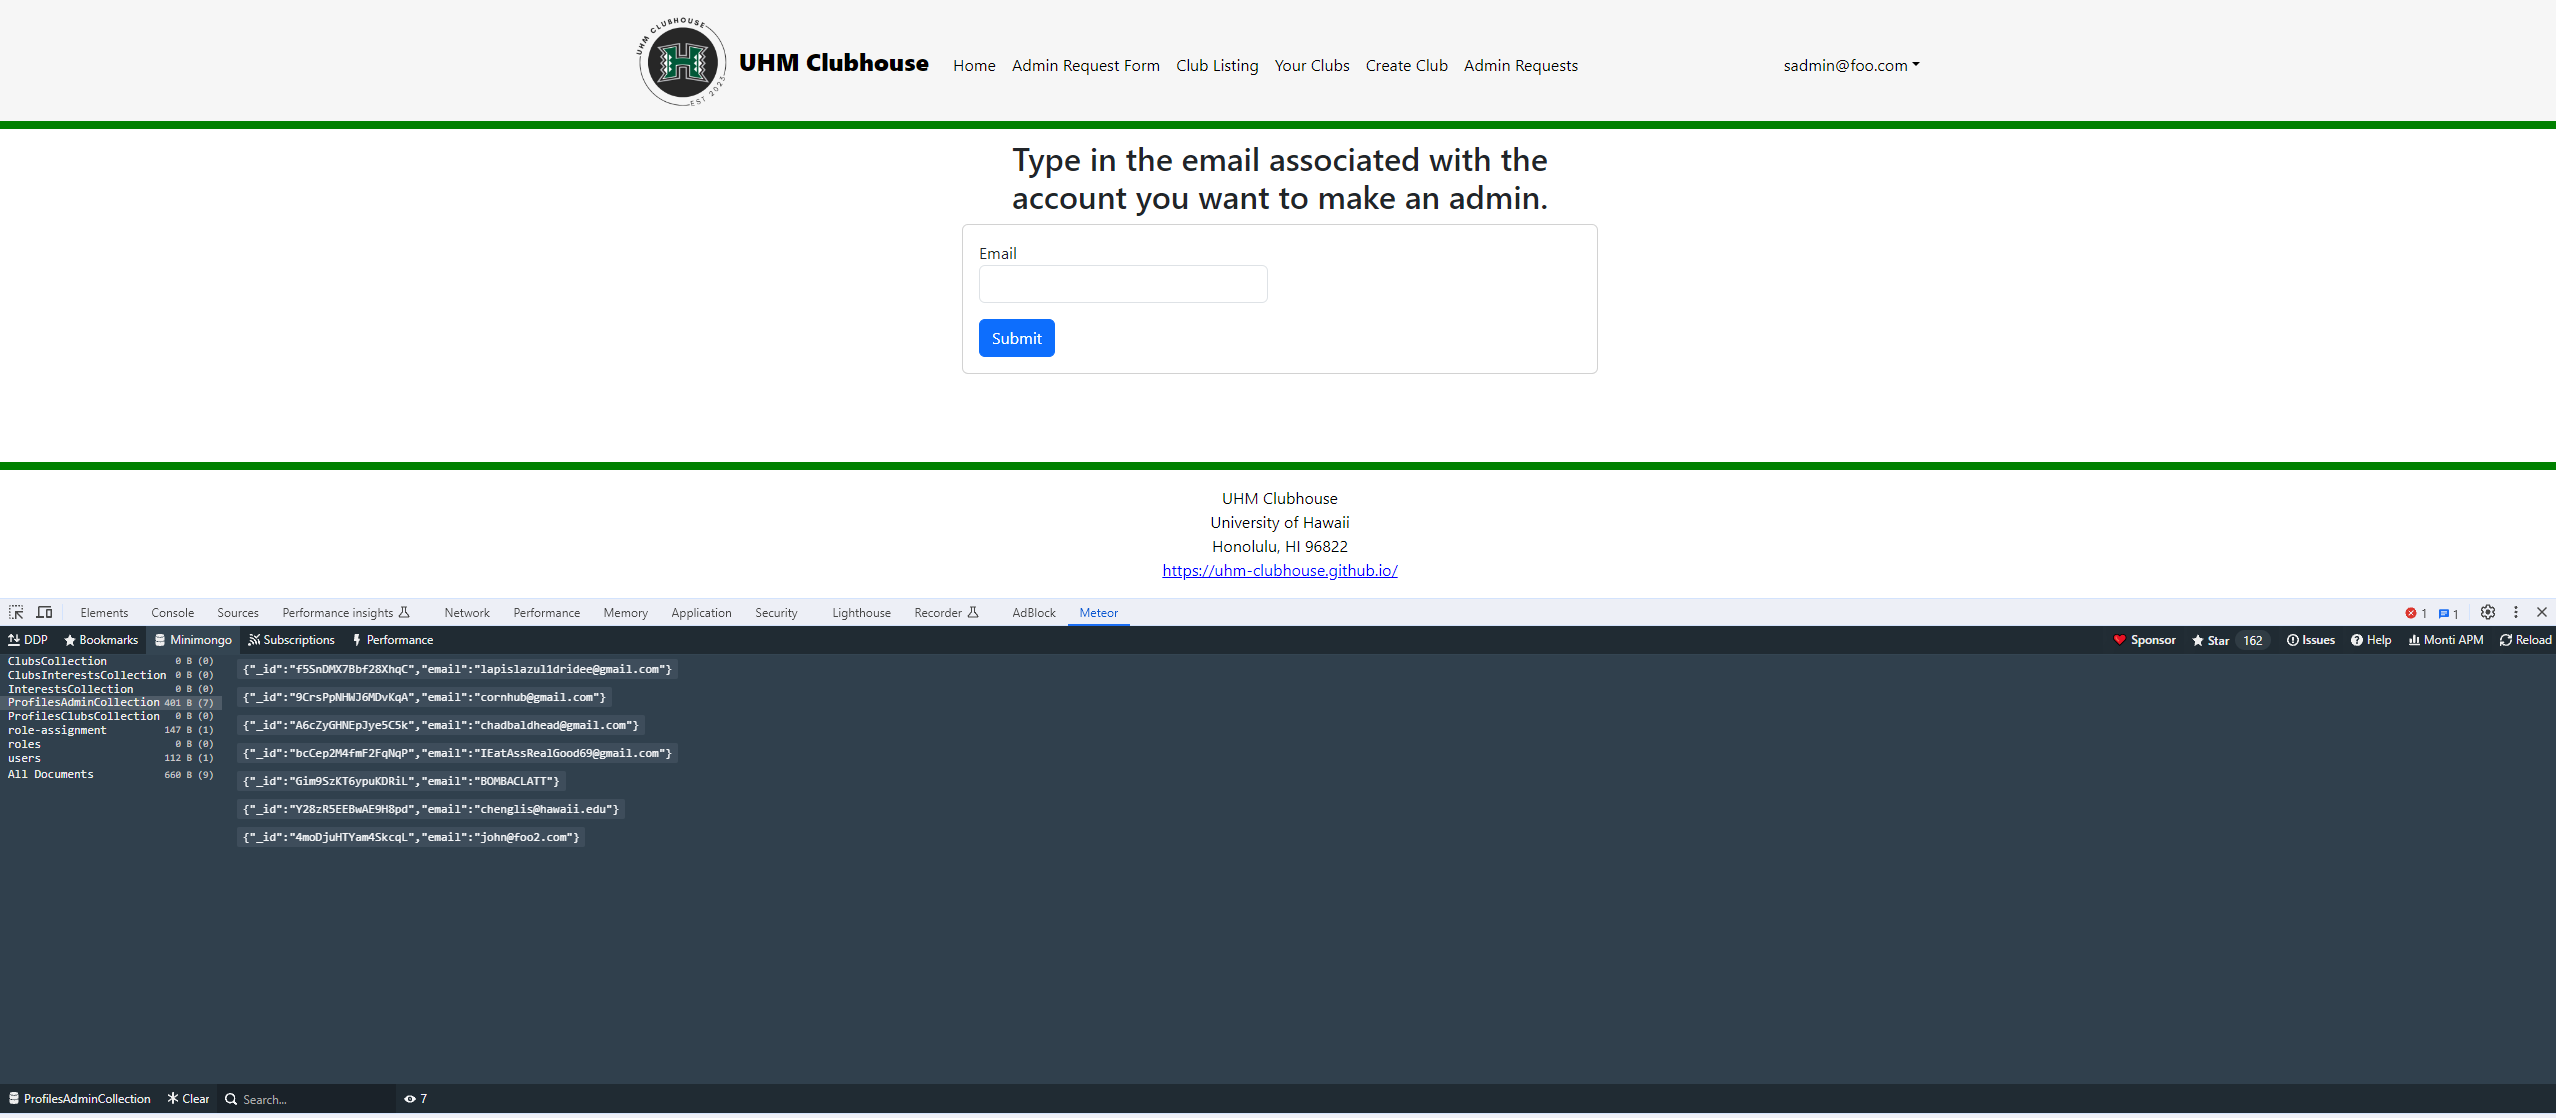 UHM CLUBHOUSE
EST 2023
UHM Clubhouse
Home Admin Request Form Club Listing Your Clubs Create Club Admin Requests
sadmin@foo.com
Type in the email associated with the
account you want to make an admin.
Email
Submit
UHM Clubhouse
University of Hawaii
Honolulu, HI 96822
https://uhm-clubhouse.github.io/
Elements Console Sources Performance insights Network Performance Memory Application Security Lighthouse Recorder AdBlock Meteor 1 1
DDP Bookmarks Minimongo Subscriptions Performance Sponsor Star 162 Issues Help Monti APM Reload
ClubsCollection 0 B (0)
ClubsInterestsCollection 0 B (0)
InterestsCollection 0 B (0)
ProfilesAdminCollection 401 B (7)
ProfilesClubsCollection 0 B (0)
role-assignment 147 B (1)
roles 0 B (0)
users 112 B (1)
All Documents 660 B (9)
{"_id":"f5SnDMX7Bbf28XhqC","email":"lapislazul1dridee@gmail.com"}
{"_id":"9CrsPpNHWJ6MDvKqA","email":"cornhub@gmail.com"}
{"_id":"A6cZyGHNEpJye5C5k","email":"chadbaldhead@gmail.com"}
{"_id":"bcCep2M4fmF2FqNqP","email":"IEatAssRealGood69@gmail.com"}
{"_id":"Gim9SzKT6ypuKDRiL","email":"BOMBACLATT"}
{"_id":"Y28zR5EEBwAE9H8pd","email":"chenglis@hawaii.edu"}
{"_id":"4moDjuHTYam4SkcqL","email":"john@foo2.com"}
ProfilesAdminCollection Clear Search... 7